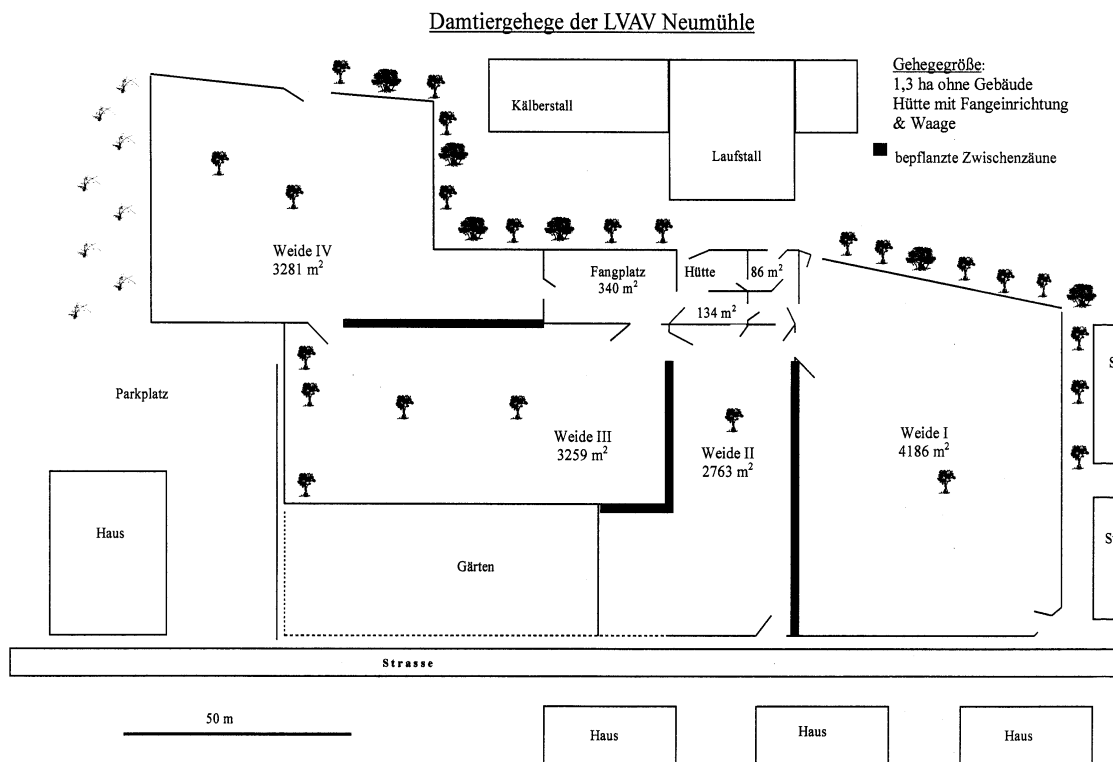 Damtiergehege der LVAV Neumühle
Gehegegröße:
1,3 ha ohne Gebäude
Hütte mit Fangeinrichtung
& Waage
bepflanzte Zwischenzäune
Kälberstall
Laufstall
Weide IV
3281 m²
Fangplatz
340 m²
Hütte
86 m²
134 m²
Parkplatz
Weide III
3259 m²
Weide II
2763 m²
Weide I
4186 m²
Haus
Gärten
Strasse
50 m
Haus
Haus
Haus